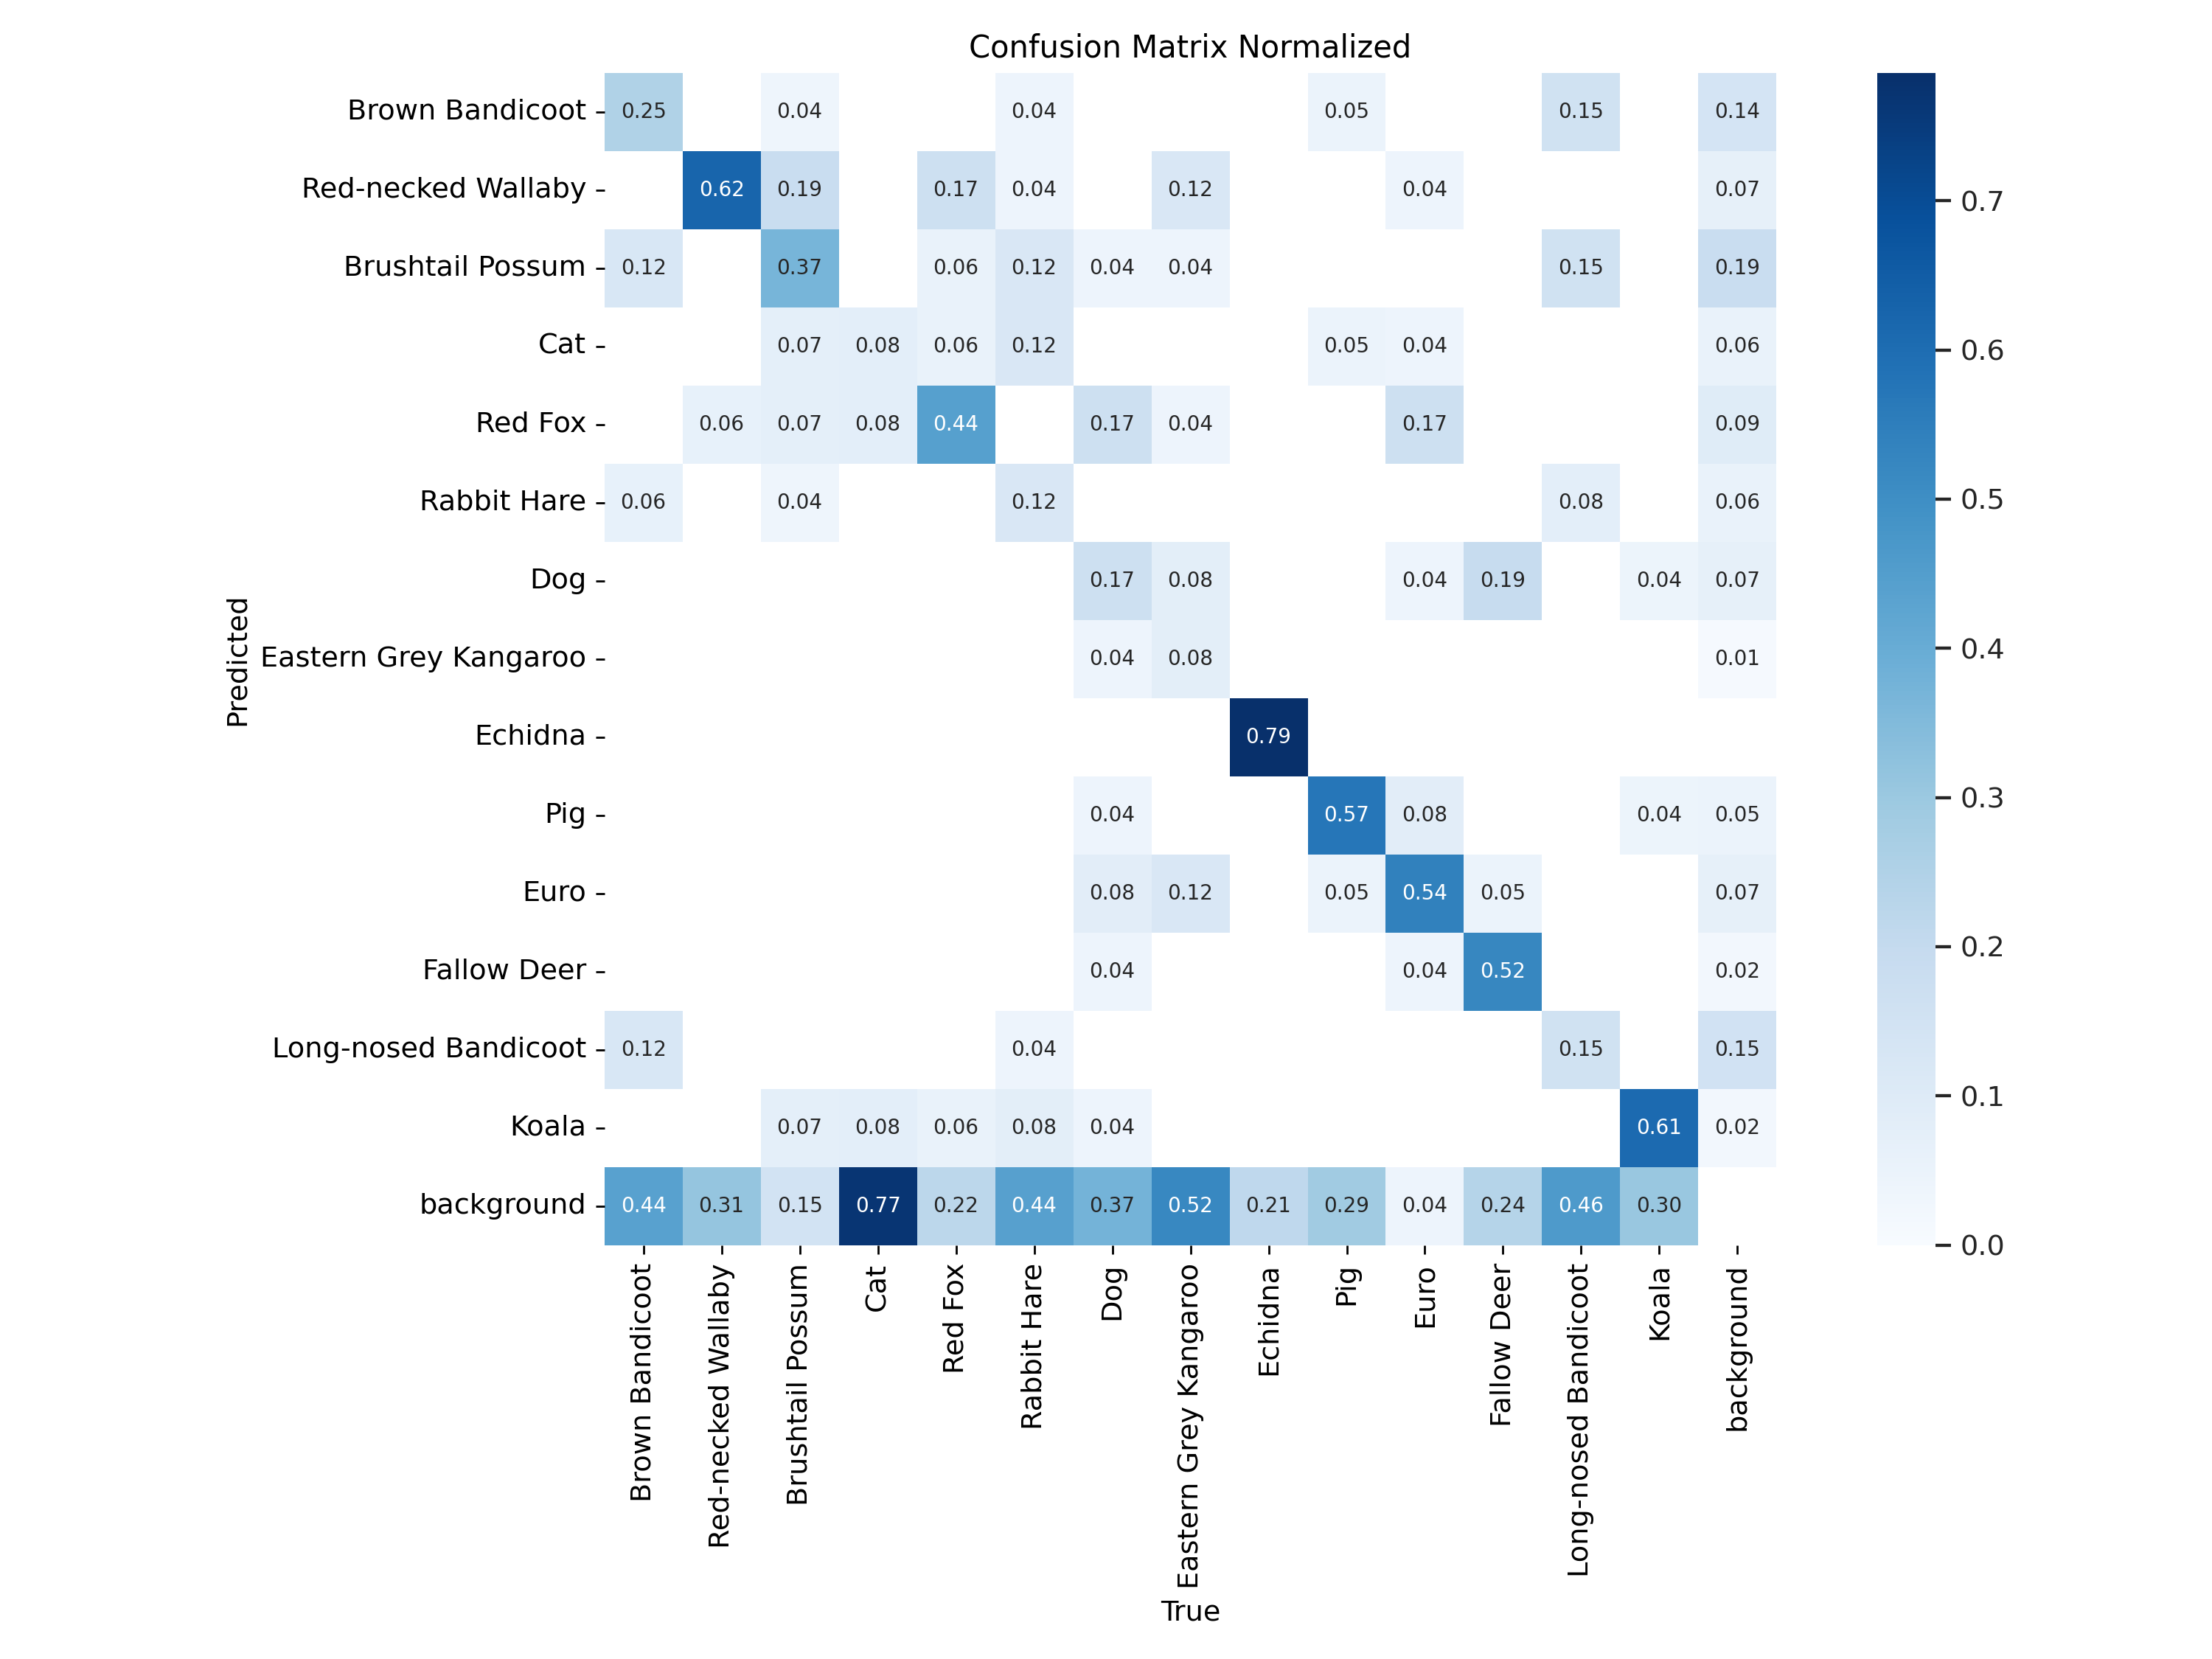 Confusion Matrix Normalized
Brown Bandicoot 0.25 0.04 0.04 0.05 0.15 0.14
Red-necked Wallaby 0.62 0.19 0.17 0.04 0.12 0.04 0.07
0.7
Brushtail Possum 0.12 0.37 0.06 0.12 0.04 0.04 0.15 0.19
Cat 0.07 0.08 0.06 0.12 0.05 0.04 0.06
0.6
Red Fox 0.06 0.07 0.08 0.44 0.17 0.04 0.17 0.09
Rabbit Hare 0.06 0.04 0.12 0.08 0.06
0.5
Dog 0.17 0.08 0.04 0.19 0.04 0.07
Predicted
Eastern Grey Kangaroo 0.04 0.08 0.01
0.4
Echidna 0.79
Pig 0.04 0.57 0.08 0.04 0.05
0.3
Euro 0.08 0.12 0.05 0.54 0.05 0.07
Fallow Deer 0.04 0.04 0.52 0.02
0.2
Long-nosed Bandicoot 0.12 0.04 0.15 0.15
0.1
Koala 0.07 0.08 0.06 0.08 0.04 0.61 0.02
background 0.44 0.31 0.15 0.77 0.22 0.44 0.37 0.52 0.21 0.29 0.04 0.24 0.46 0.30
0.0
Brown Bandicoot
Red-necked Wallaby
Brushtail Possum
Cat
Red Fox
Rabbit Hare
Dog
Eastern Grey Kangaroo
Echidna
Pig
Euro
Fallow Deer
Long-nosed Bandicoot
Koala
background
True